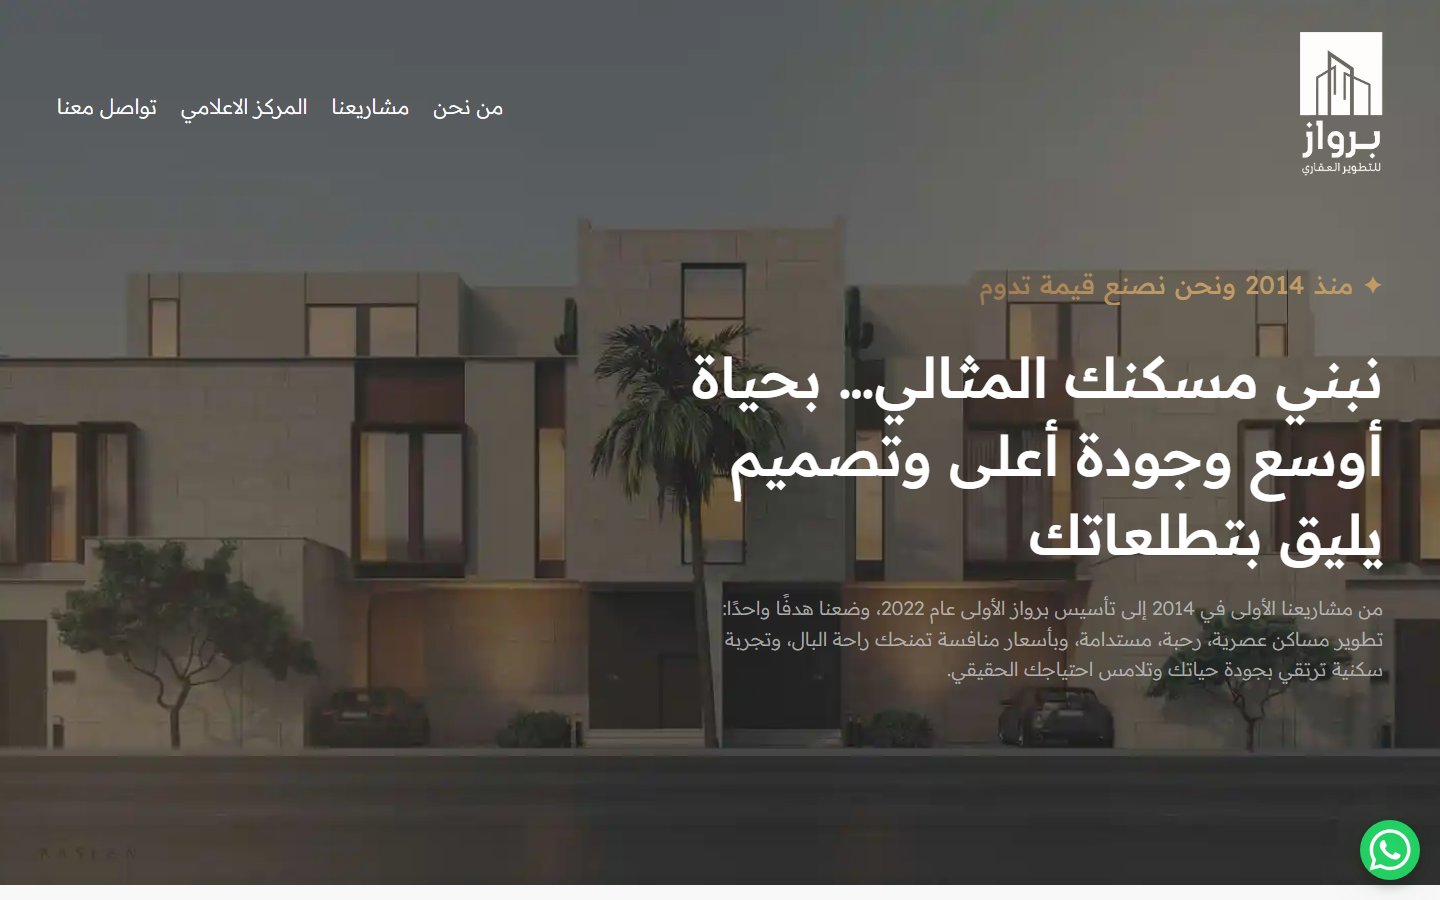 برواز
للتطوير العقاري
من نحن
مشاريعنا
المركز الاعلامي
تواصل معنا
✦ منذ 2014 ونحن نصنع قيمة تدوم
نبني مسكنك المثالي... بحياة
أوسع وجودة أعلى وتصميم
يليق بتطلعاتك
من مشاريعنا الأولى في 2014 إلى تأسيس برواز الأولى عام 2022، وضعنا هدفًا واحدًا:
تطوير مساكن عصرية، رحبة، مستدامة، وبأسعار منافسة تمنحك راحة البال، وتجربة
سكنية ترتقي بجودة حياتك وتلامس احتياجك الحقيقي.